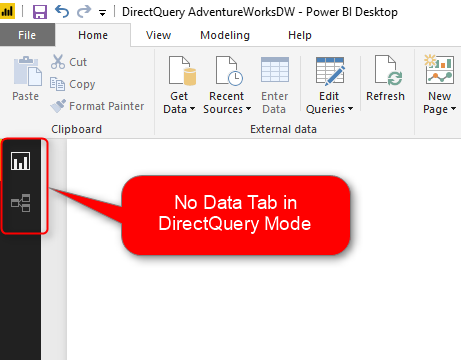 DirectQuery AdventureWorksDW - Power BI Desktop
File Home View Modeling Help
Paste
Cut
Copy
Format Painter
Clipboard
Get Data
Recent Sources
Enter Data
Edit Queries
Refresh
New Page
External data
No Data Tab in
DirectQuery Mode